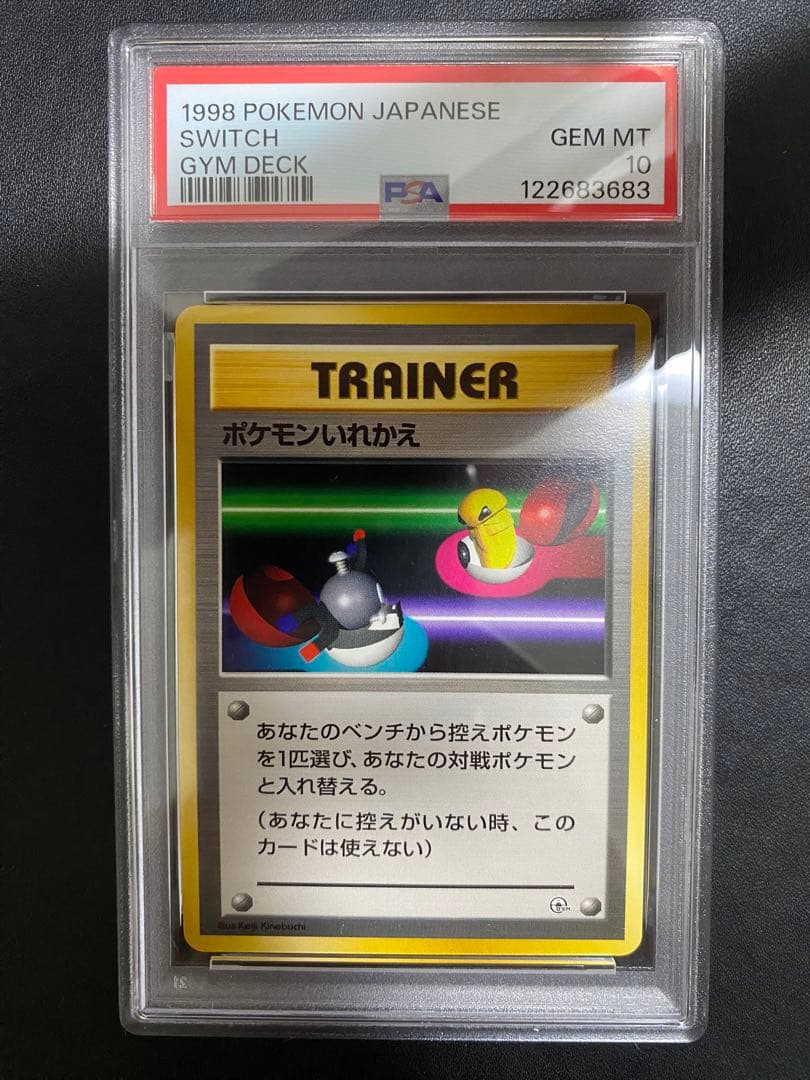 1998 POKEMON JAPANESE
SWITCH GEM MT
GYM DECK 10
PSA 122683683
TRAINER
ポケモンいれかえ
あなたのベンチから控えポケモン
を1匹選び、あなたの対戦ポケモン
と入れ替える。
(あなたに控えがいない時、この
カードは使えない)
Illus.Keiji Kinebuchi